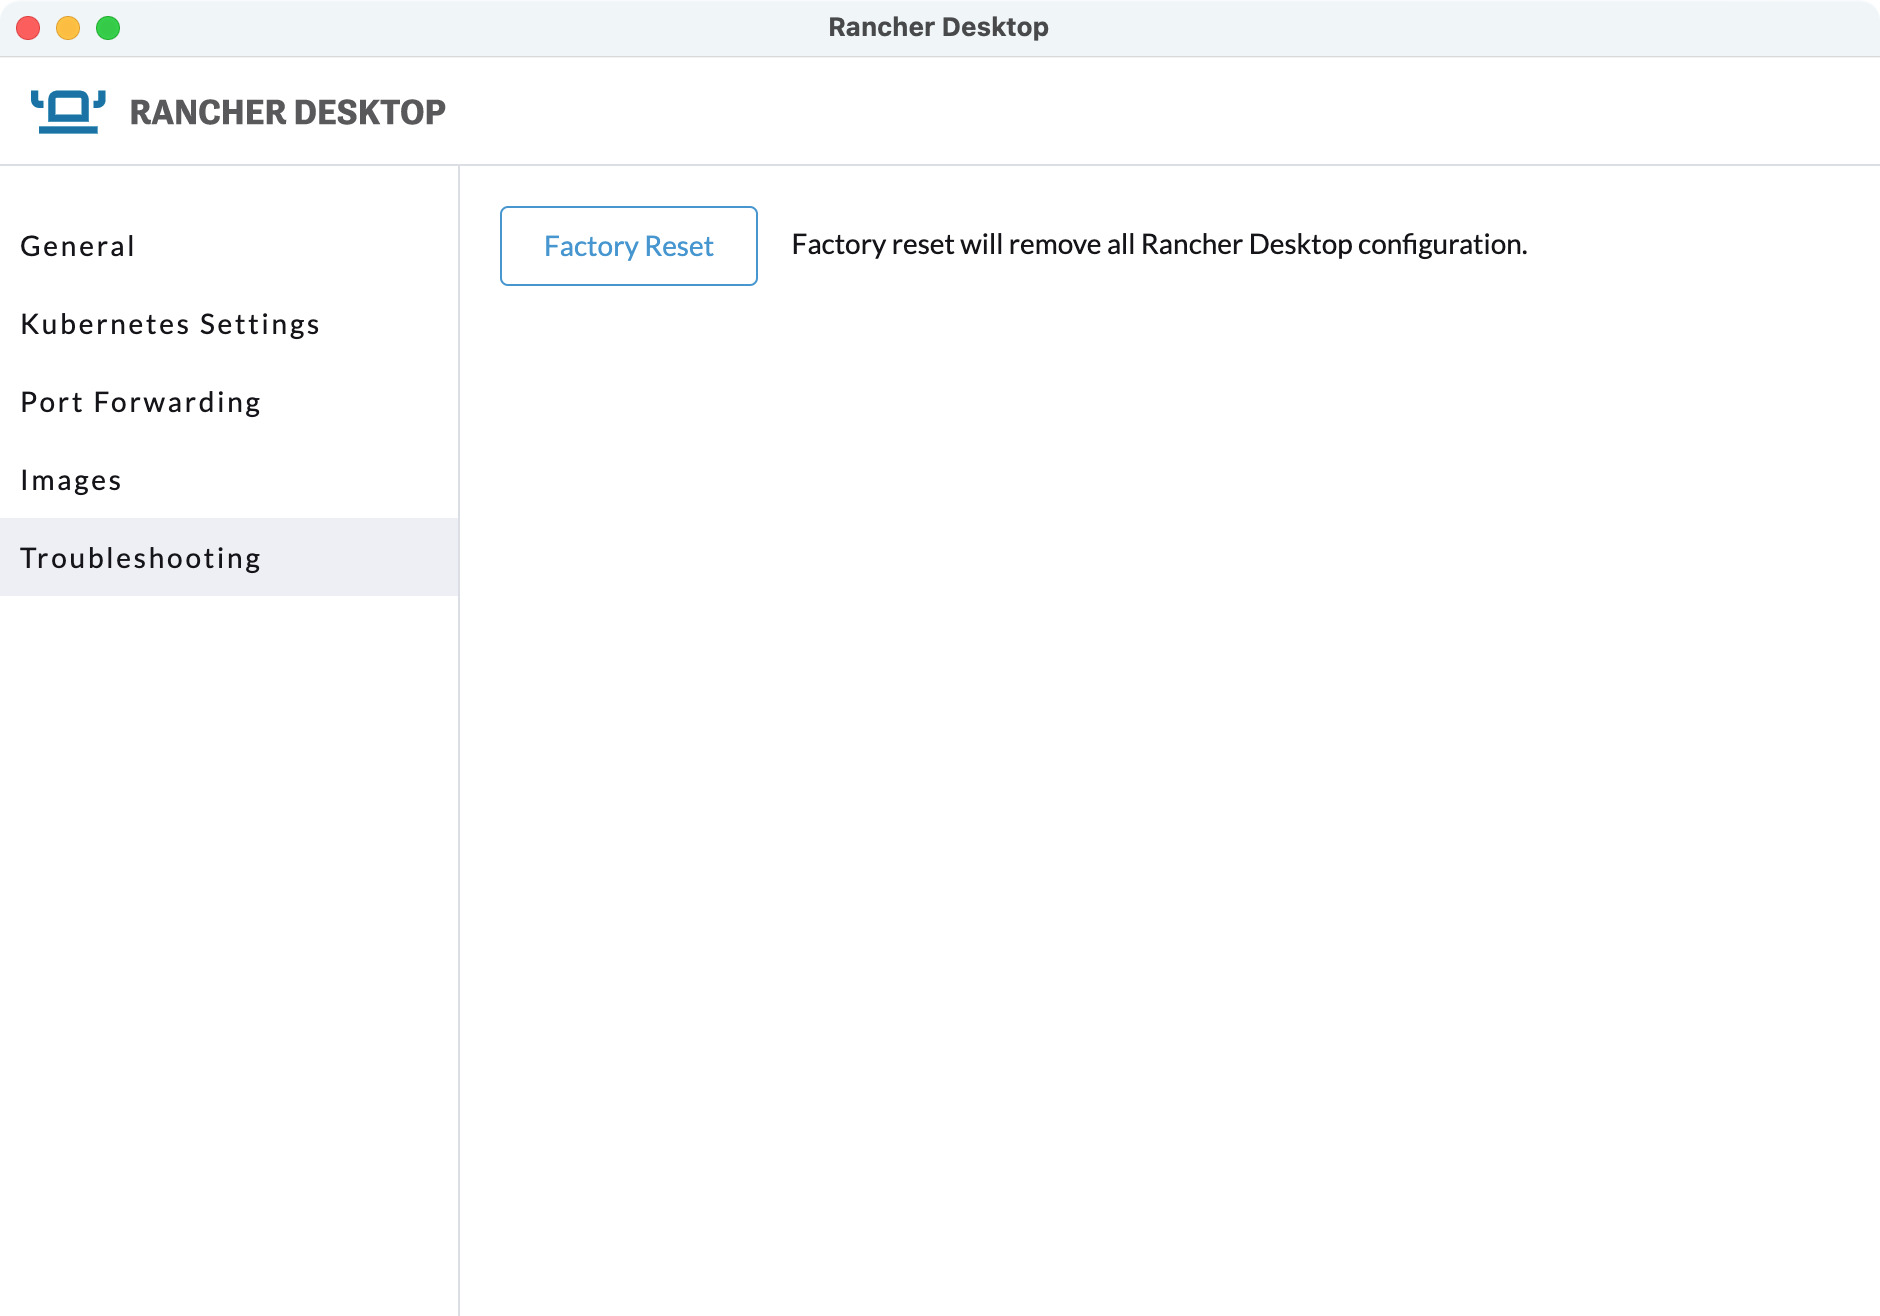 Rancher Desktop
RANCHER DESKTOP
General
Kubernetes Settings
Port Forwarding
Images
Troubleshooting
Factory Reset
Factory reset will remove all Rancher Desktop configuration.